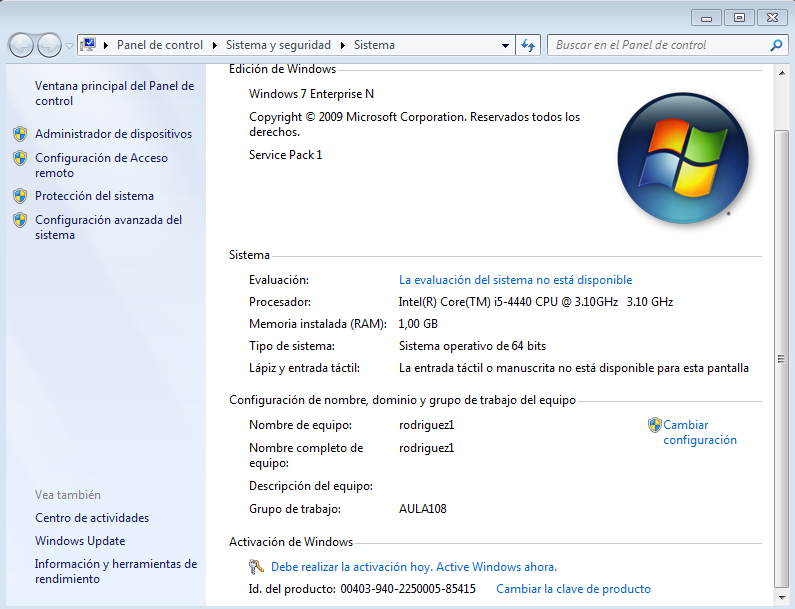 Panel de control ▸ Sistema y seguridad ▸ Sistema
Buscar en el Panel de control
Ventana principal del Panel de
control
Administrador de dispositivos
Configuración de Acceso
remoto
Protección del sistema
Configuración avanzada del
sistema
Vea también
Centro de actividades
Windows Update
Información y herramientas de
rendimiento
Edición de Windows
Windows 7 Enterprise N
Copyright © 2009 Microsoft Corporation. Reservados todos los
derechos.
Service Pack 1
Sistema
Evaluación: La evaluación del sistema no está disponible
Procesador: Intel(R) Core(TM) i5-4440 CPU @ 3.10GHz 3.10 GHz
Memoria instalada (RAM): 1,00 GB
Tipo de sistema: Sistema operativo de 64 bits
Lápiz y entrada táctil: La entrada táctil o manuscrita no está disponible para esta pantalla
Configuración de nombre, dominio y grupo de trabajo del equipo
Nombre de equipo: rodriguez1
Cambiar
configuración
Nombre completo de
equipo:
rodriguez1
Descripción del equipo:
Grupo de trabajo: AULA108
Activación de Windows
Debe realizar la activación hoy. Active Windows ahora.
Id. del producto: 00403-940-2250005-85415 Cambiar la clave de producto